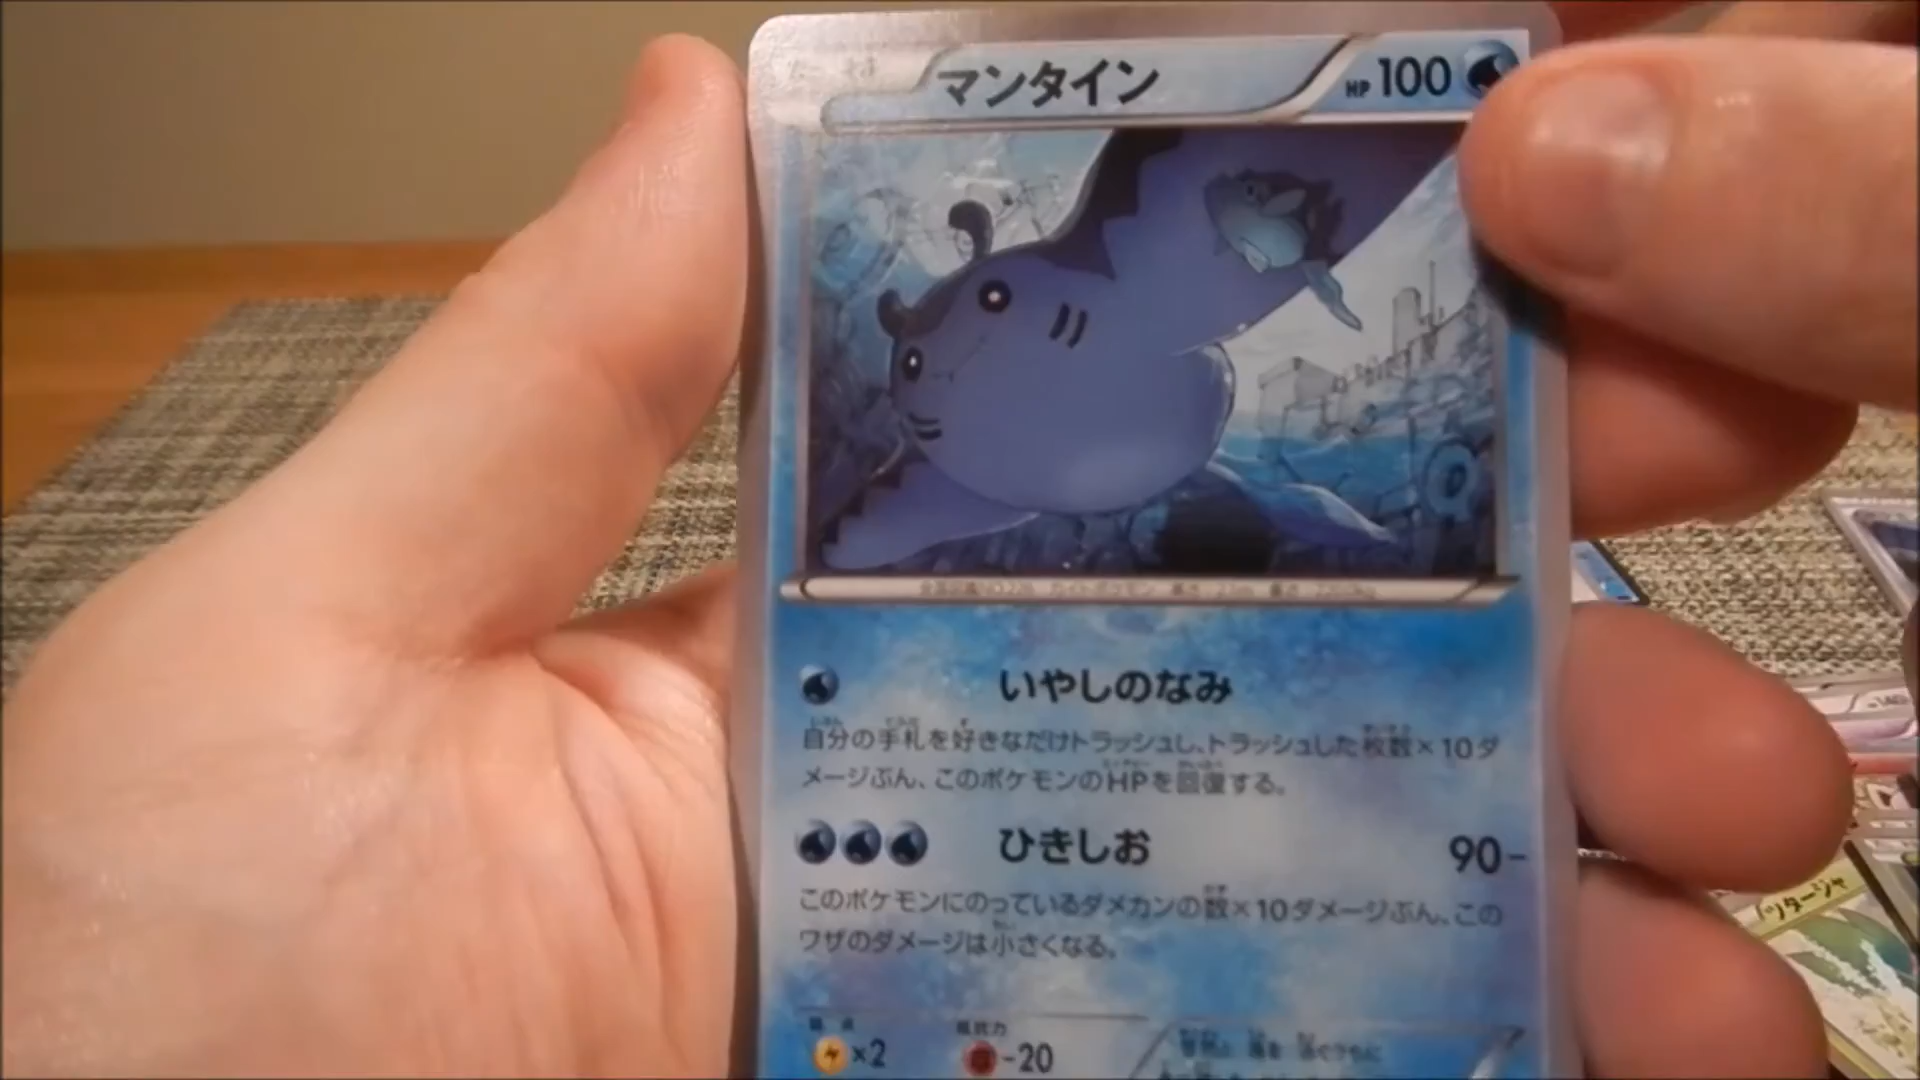 マンタイン HP 100
いやしのなみ
自分の手札を好きなだけトラッシュし、トラッシュした枚数×10ダ
メージぶん、このポケモンのHPを回復する。
ひきしお 90-
このポケモンにのっているダメカンの数×10ダメージぶん、この
ワザのダメージは小さくなる。
弱点 抵抗力
×2 -20